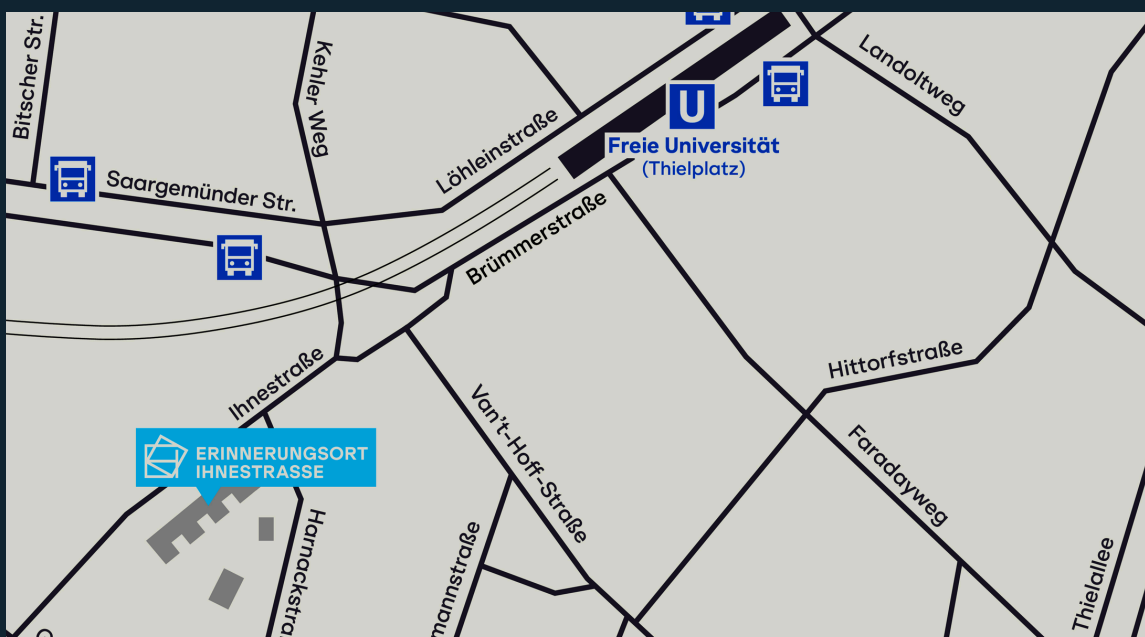 Bitscher Str.
Kehler Weg
Landoltweg
U
Löhleinstraße
Freie Universität
(Thielplatz)
Saargemünder Str.
Brümmerstraße
Ihnestraße
Hittorfstraße
Van't-Hoff-Straße
ERINNERUNGSORT
IHNESTRASSE
Faradayweg
Harnackstra
mannstraße
Thielallee